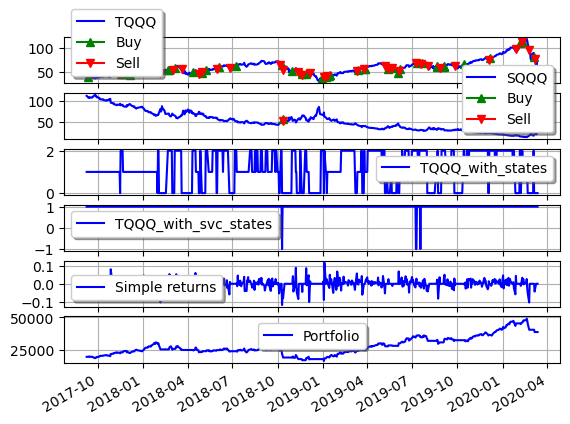 TQQQ
Buy
Sell
100
50
SQQQ
Buy
Sell
100
50
2
TQQQ_with_states
0
1
0
TQQQ_with_svc_states
−1
0.1
0.0
Simple returns
−0.1
50000
Portfolio
25000
2017-10 2018-01 2018-04 2018-07 2018-10 2019-01 2019-04 2019-07 2019-10 2020-01 2020-04